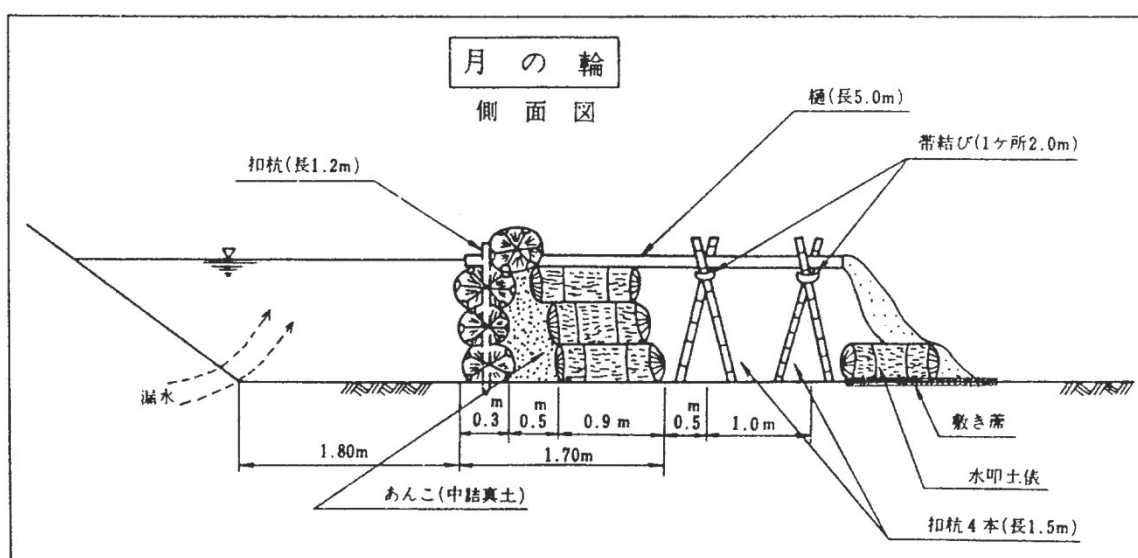 月の輪
側面図
樋(長5.0m)
帯結び(1ケ所2.0m)
扣杭(長1.2m)
漏水
m
0.3
m
0.5
0.9 m
m
0.5
1.0m
1.80m
1.70m
敷き蓆
水叩土俵
あんこ(中詰真土)
扣杭4本(長1.5m)